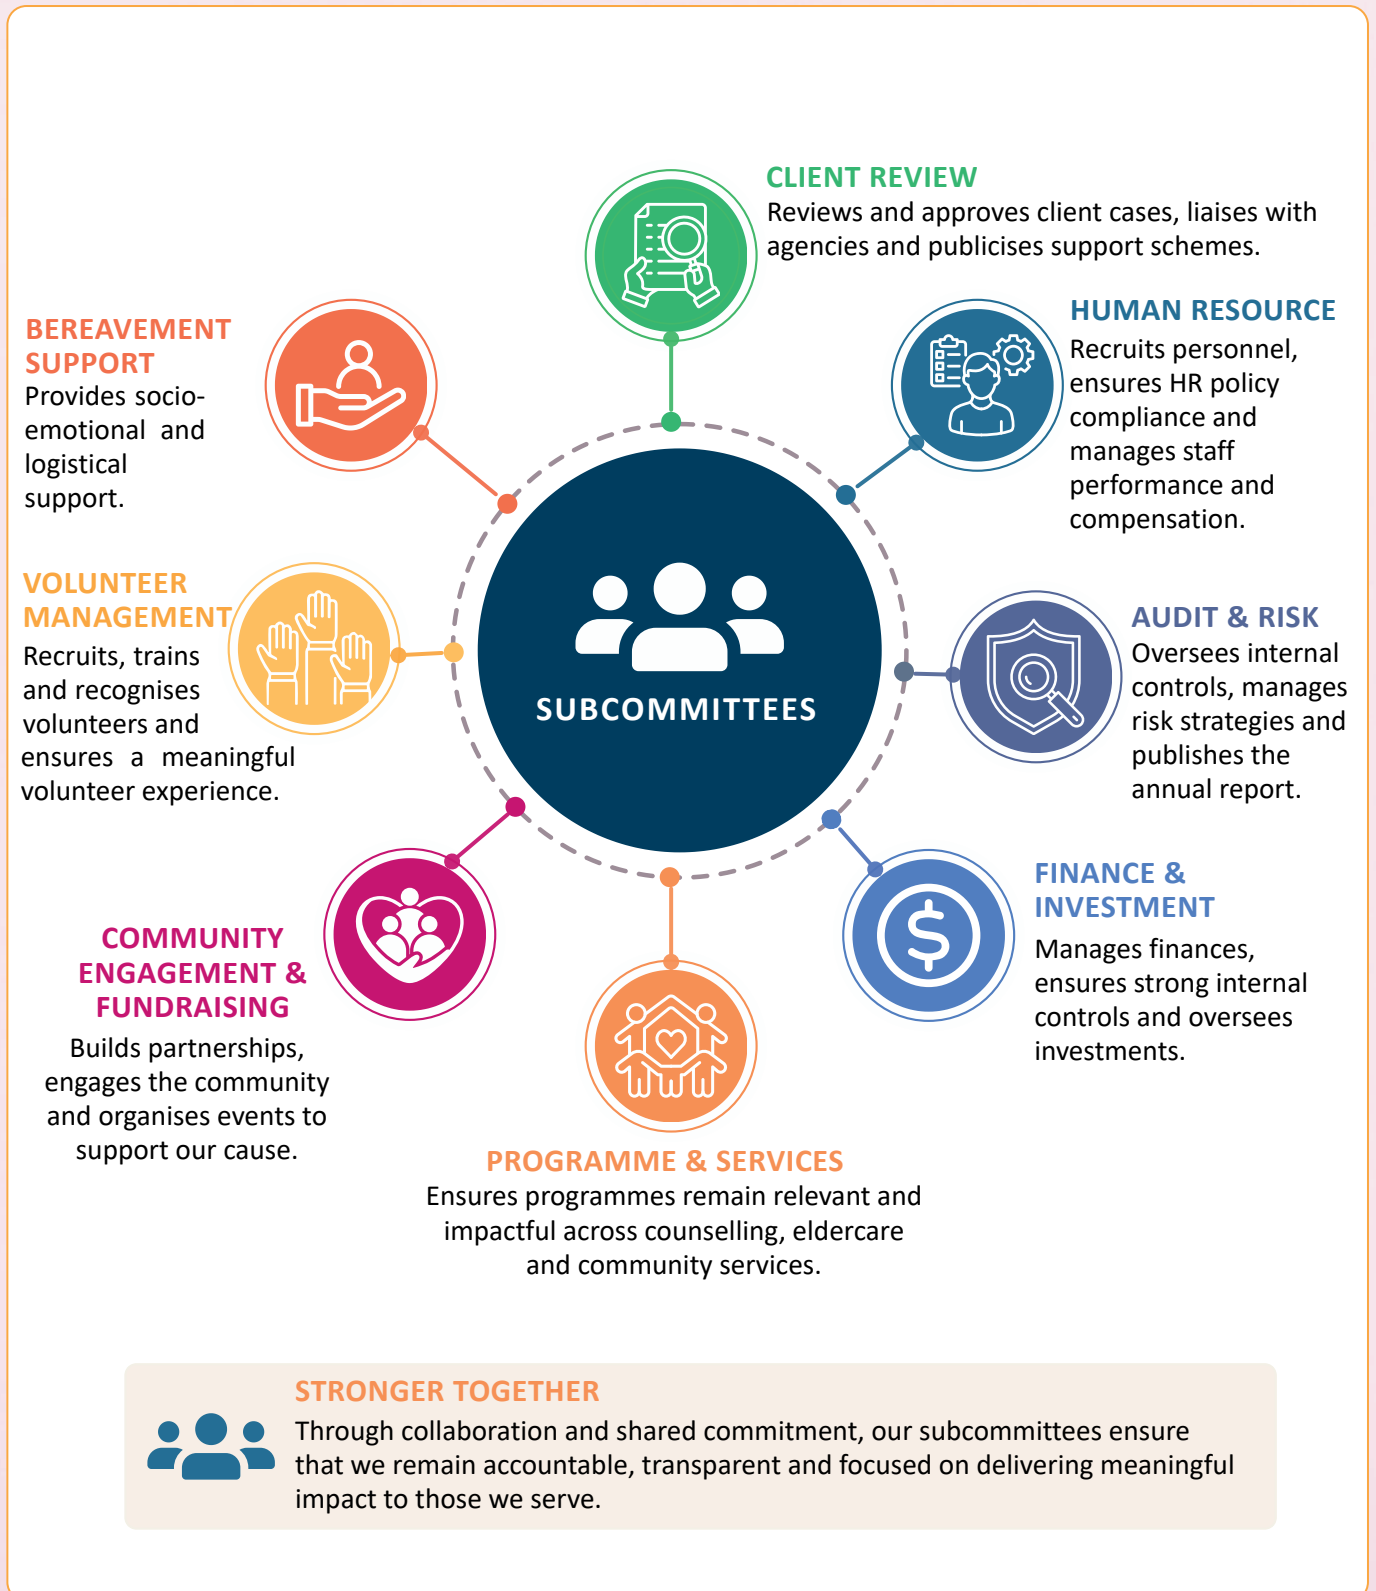 CLIENT REVIEW
Reviews and approves client cases, liaises with
agencies and publicises support schemes.
HUMAN RESOURCE
Recruits personnel,
ensures HR policy
compliance and
manages staff
performance and
compensation.
BEREAVEMENT
SUPPORT
Provides socio-
emotional and
logistical
support.
VOLUNTEER
MANAGEMENT
Recruits, trains
and recognises
volunteers and
ensures a meaningful
volunteer experience.
SUBCOMMITTEES
AUDIT & RISK
Oversees internal
controls, manages
risk strategies and
publishes the
annual report.
FINANCE &
INVESTMENT
Manages finances,
ensures strong internal
controls and oversees
investments.
COMMUNITY
ENGAGEMENT &
FUNDRAISING
Builds partnerships,
engages the community
and organises events to
support our cause.
PROGRAMME & SERVICES
Ensures programmes remain relevant and
impactful across counselling, eldercare
and community services.
STRONGER TOGETHER
Through collaboration and shared commitment, our subcommittees ensure
that we remain accountable, transparent and focused on delivering meaningful
impact to those we serve.